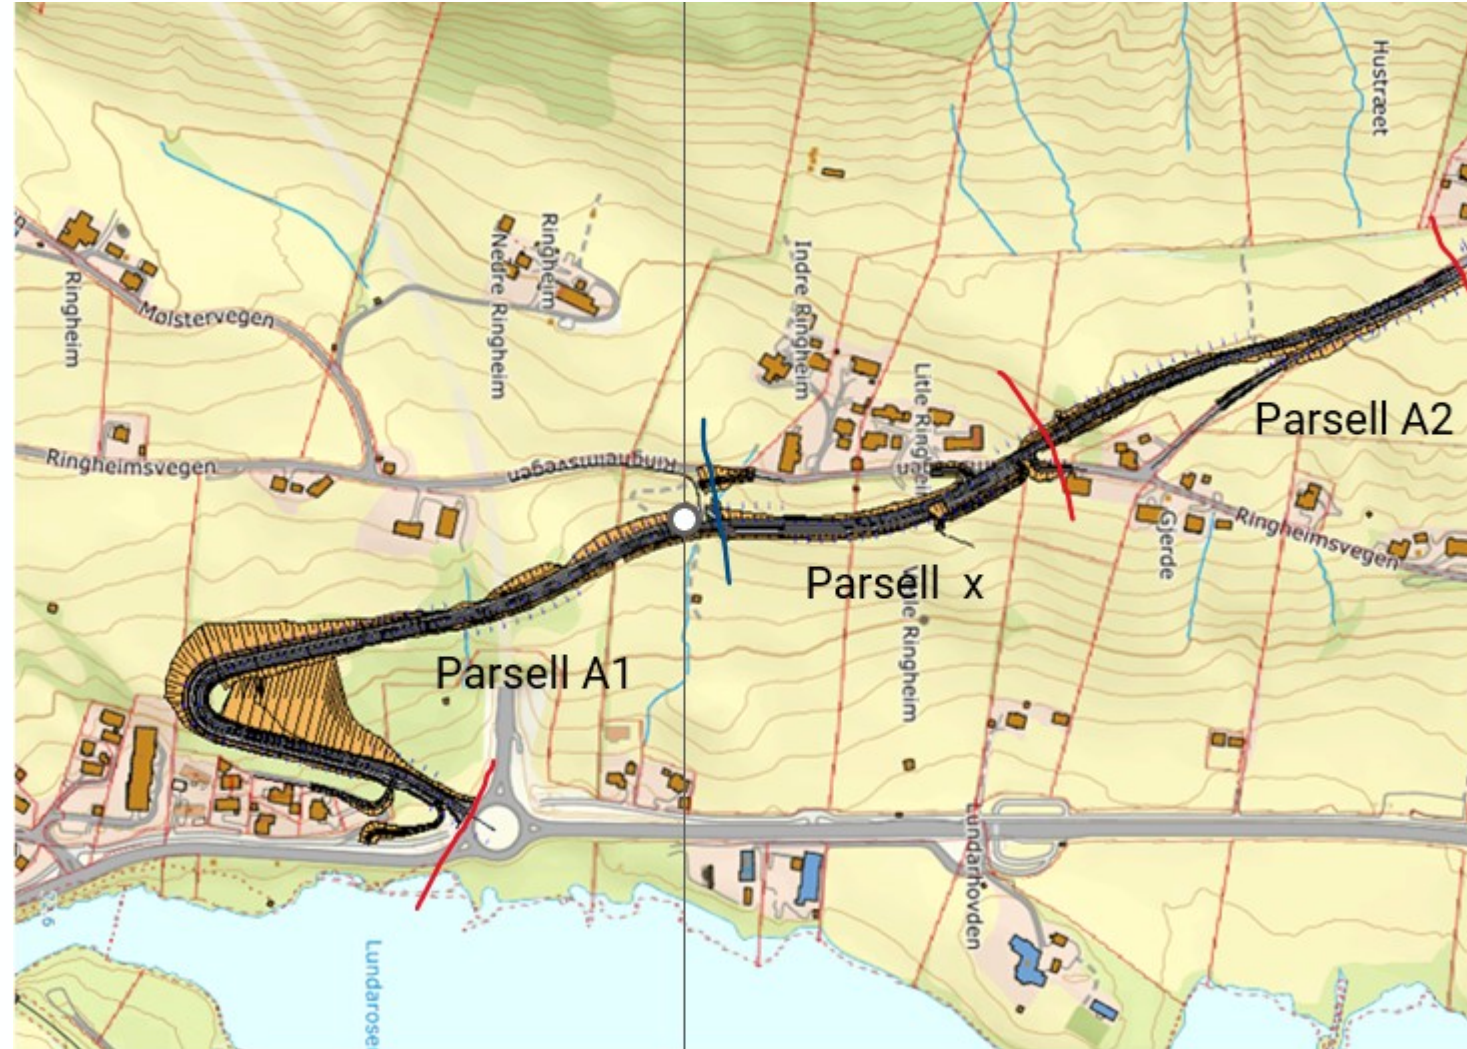 Hustræet
Ringheim
Nedre Ringheim
Indre Ringheim
Ringheim
Mølstervegen
Litle Ringheim
Parsell A2
Ringheimsvegen
Ringheimsvegen
Ringheimsvegen
Gjerde
Parsell x
Ringheim
Parsell A1
Lundarhovden
Lundarosen